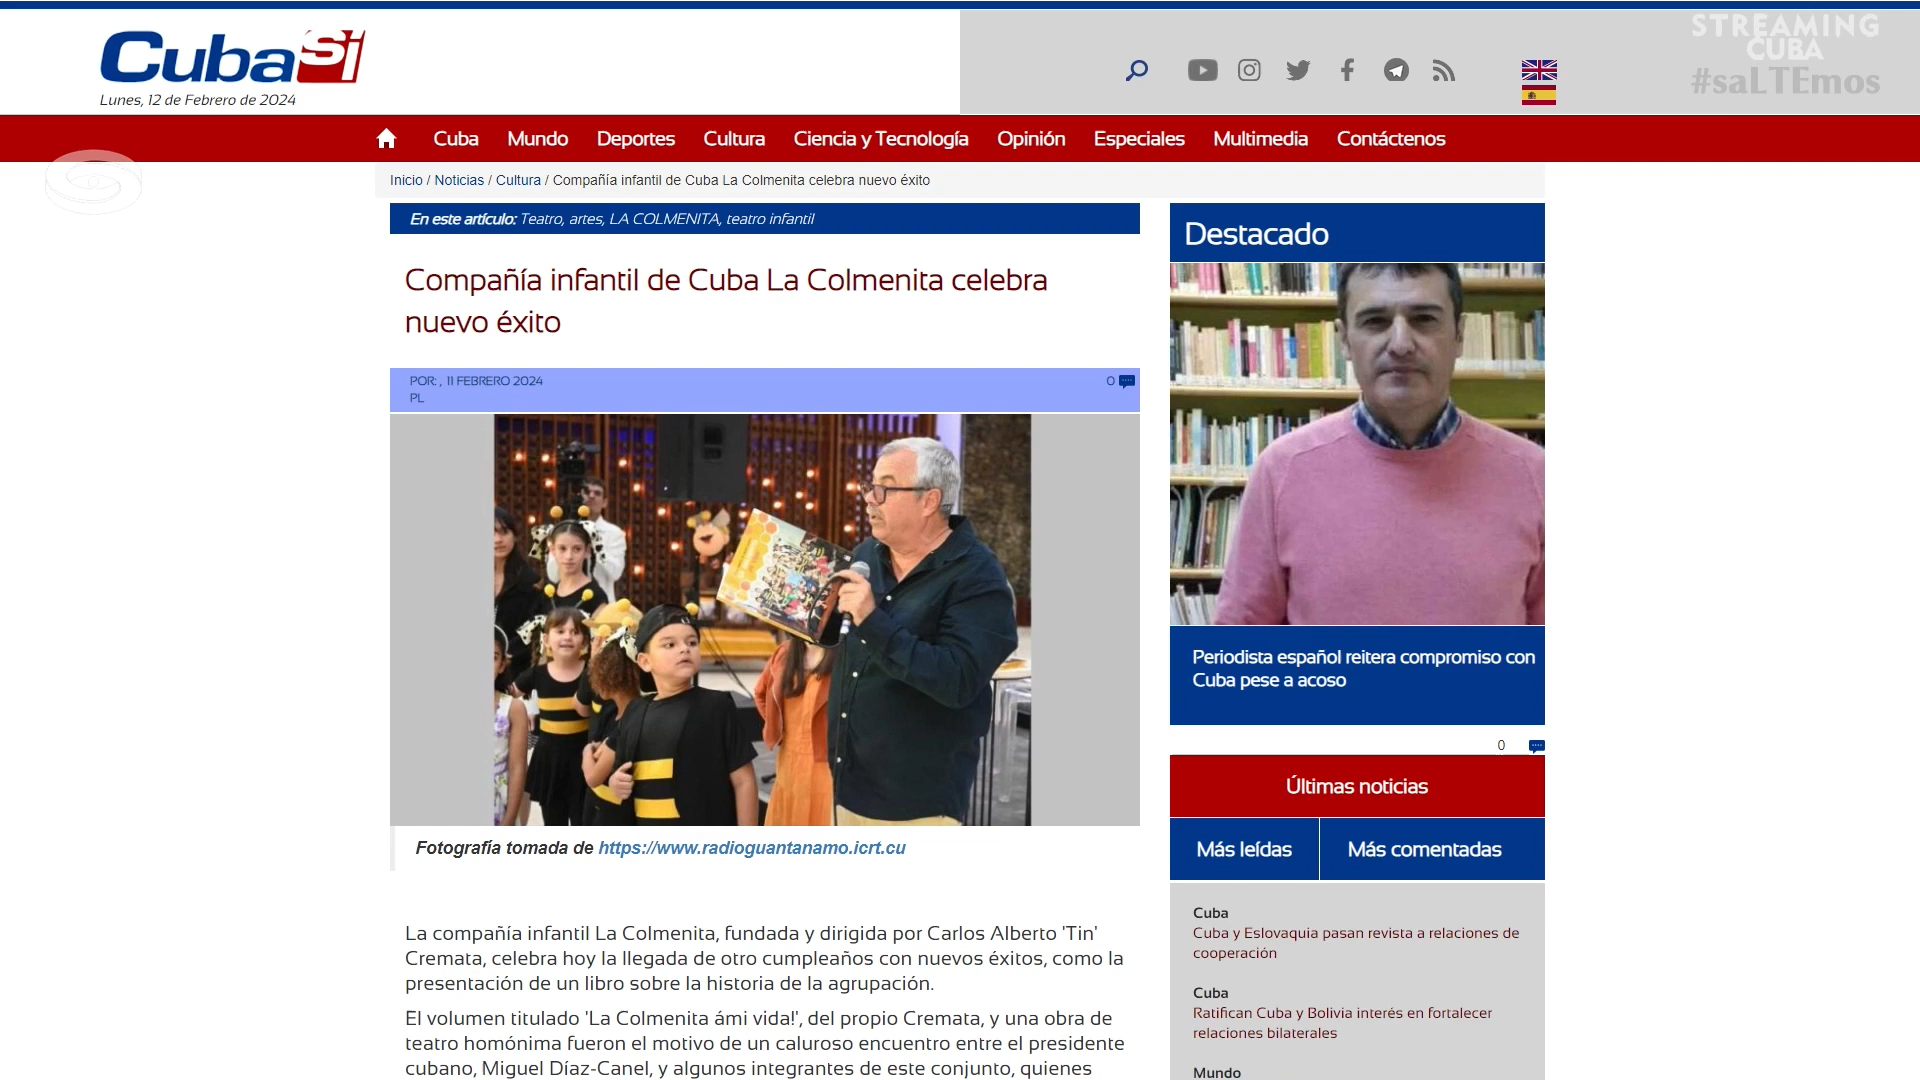 Cuba sí
STREAMING
CUBA
#saLTEmos
Lunes, 12 de Febrero de 2024
Cuba Mundo Deportes Cultura Ciencia y Tecnología Opinión Especiales Multimedia Contáctenos
Inicio / Noticias / Cultura / Compañía infantil de Cuba La Colmenita celebra nuevo éxito
En este artículo: Teatro, artes, LA COLMENITA, teatro infantil
Compañía infantil de Cuba La Colmenita celebra
nuevo éxito
POR: , 11 FEBRERO 2024
0
PL
Fotografía tomada de https://www.radioguantanamo.icrt.cu
La compañía infantil La Colmenita, fundada y dirigida por Carlos Alberto 'Tin'
Cremata, celebra hoy la llegada de otro cumpleaños con nuevos éxitos, como la
presentación de un libro sobre la historia de la agrupación.
El volumen titulado 'La Colmenita ámi vida!', del propio Cremata, y una obra de
teatro homónima fueron el motivo de un caluroso encuentro entre el presidente
cubano, Miguel Díaz-Canel, y algunos integrantes de este conjunto, quienes
Destacado
Periodista español reitera compromiso con
Cuba pese a acoso
0
Últimas noticias
Más leídas
Más comentadas
Cuba
Cuba y Eslovaquia pasan revista a relaciones de
cooperación
Cuba
Ratifican Cuba y Bolivia interés en fortalecer
relaciones bilaterales
Mundo